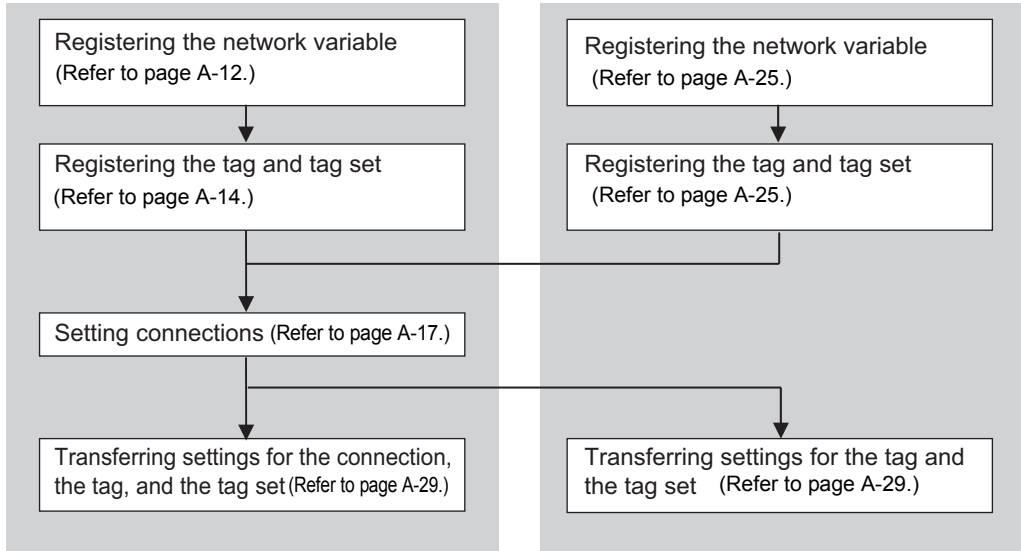 Registering the network variable
(Refer to page A-12.)
Registering the tag and tag set
(Refer to page A-14.)
Setting connections (Refer to page A-17.)
Transferring settings for the connection,
the tag, and the tag set (Refer to page A-29.)
Registering the network variable
(Refer to page A-25.)
Registering the tag and tag set
(Refer to page A-25.)
Transferring settings for the tag and
the tag set (Refer to page A-29.)